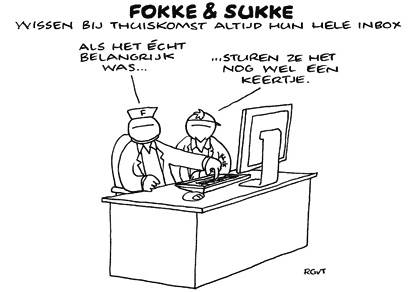 FOKKE & SUKKE
WISSEN BIJ THUISKOMST ALTIJD HUN HELE INBOX
ALS HET ÉCHT
BELANGRIJK
WAS...
...STUREN ZE HET
NOG WEL EEN
KEERTJE.
F
RGvT